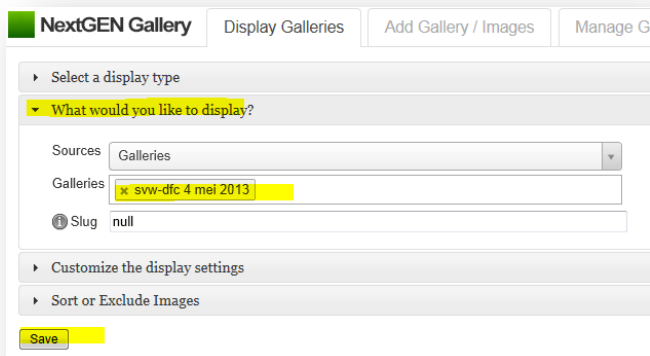 NextGEN Gallery Display Galleries Add Gallery / Images Manage G
Select a display type
What would you like to display?
Sources Galleries
Galleries × svw-dfc 4 mei 2013
Slug null
Customize the display settings
Sort or Exclude Images
Save